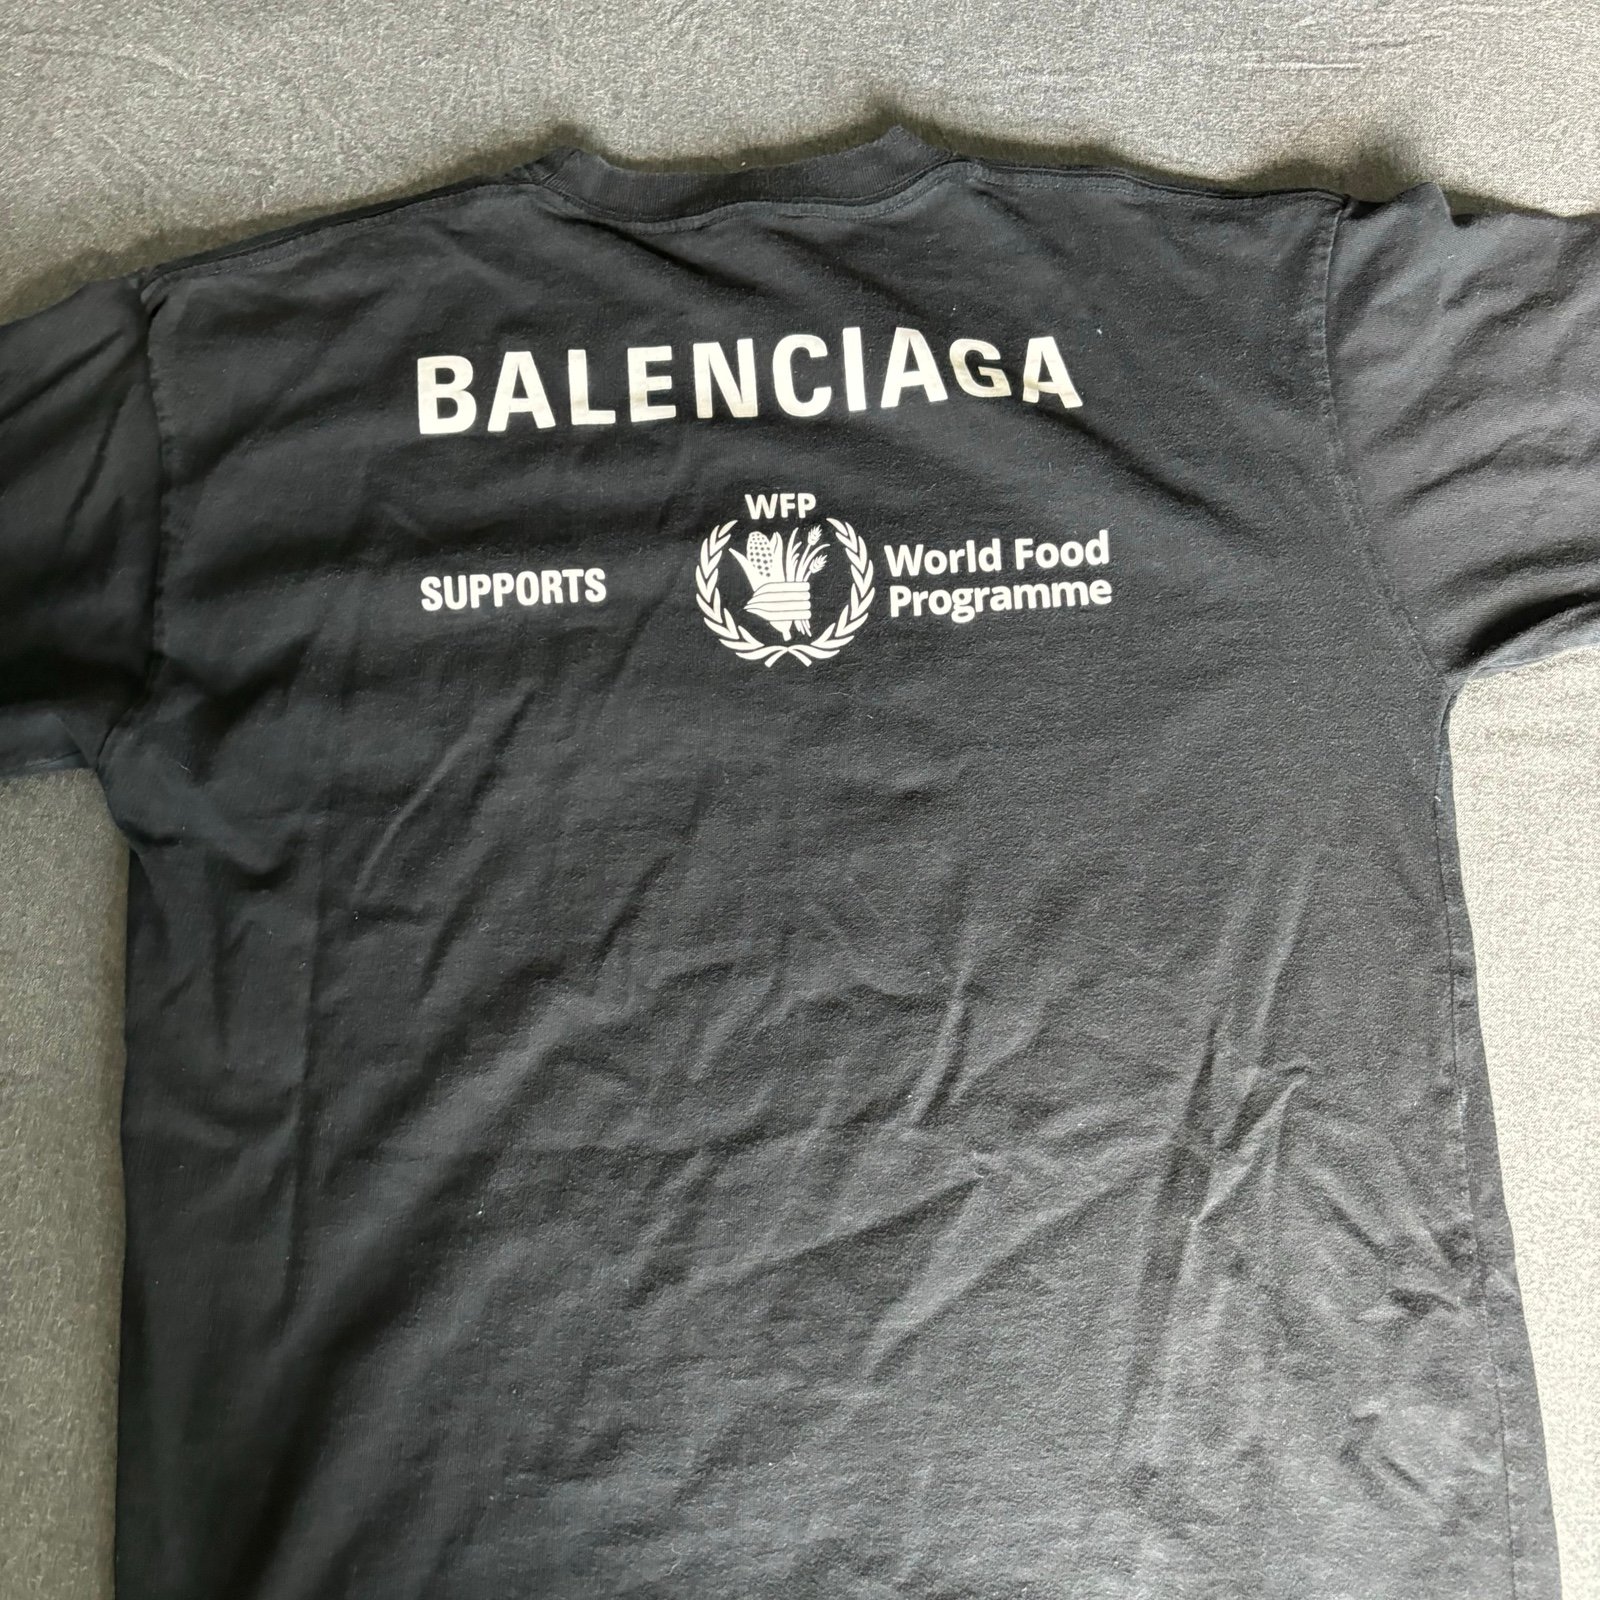 BALENCIAGA
SUPPORTS
WFP
World Food
Programme